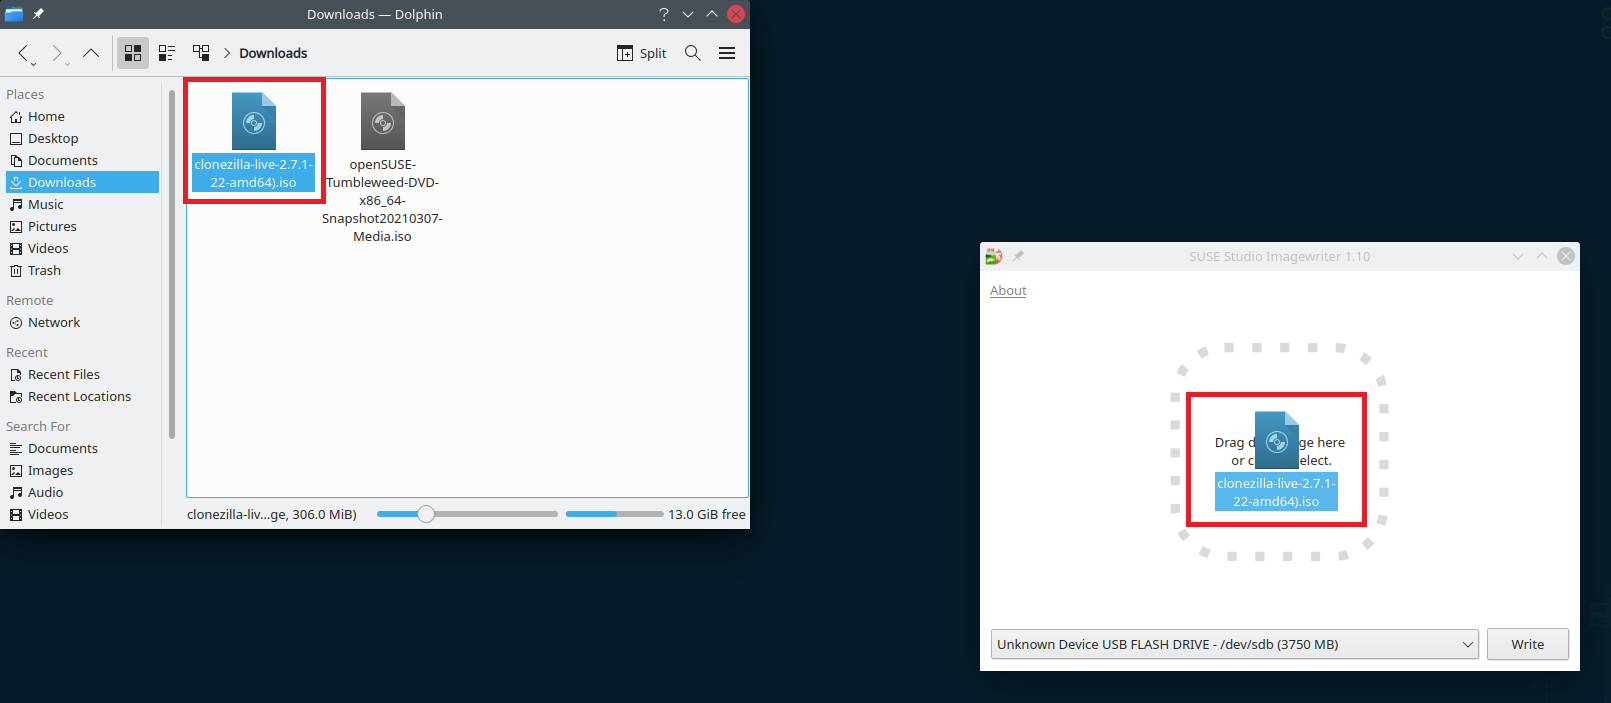 Downloads — Dolphin
Split
Downloads
Places
Home
Desktop
Documents
Downloads
Music
Pictures
Videos
Trash
Remote
Network
Recent
Recent Files
Recent Locations
Search For
Documents
Images
Audio
Videos
clonezilla-live-2.7.1-
22-amd64).iso
openSUSE-
Tumbleweed-DVD-
x86_64-
Snapshot20210307-
Media.iso
clonezilla-liv...ge, 306.0 MiB)
13.0 GiB free
SUSE Studio Imagewriter 1.10
About
Drag d ge here
or c elect.
clonezilla-live-2.7.1-
22-amd64).iso
Unknown Device USB FLASH DRIVE - /dev/sdb (3750 MB)
Write